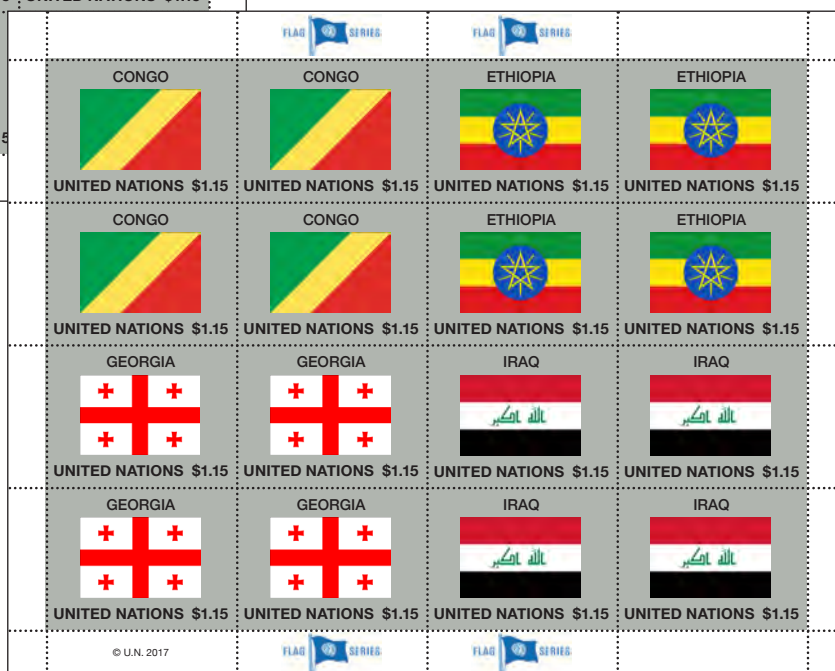 UNITED NATIONS
FLAG SERIES FLAG SERIES
CONGO CONGO ETHIOPIA ETHIOPIA
UNITED NATIONS $1.15 UNITED NATIONS $1.15 UNITED NATIONS $1.15 UNITED NATIONS $1.15
CONGO CONGO ETHIOPIA ETHIOPIA
UNITED NATIONS $1.15 UNITED NATIONS $1.15 UNITED NATIONS $1.15 UNITED NATIONS $1.15
GEORGIA GEORGIA IRAQ IRAQ
الله اكبر الله اكبر
UNITED NATIONS $1.15 UNITED NATIONS $1.15 UNITED NATIONS $1.15 UNITED NATIONS $1.15
GEORGIA GEORGIA IRAQ IRAQ
الله اكبر الله اكبر
UNITED NATIONS $1.15 UNITED NATIONS $1.15 UNITED NATIONS $1.15 UNITED NATIONS $1.15
© U.N. 2017 FLAG SERIES FLAG SERIES